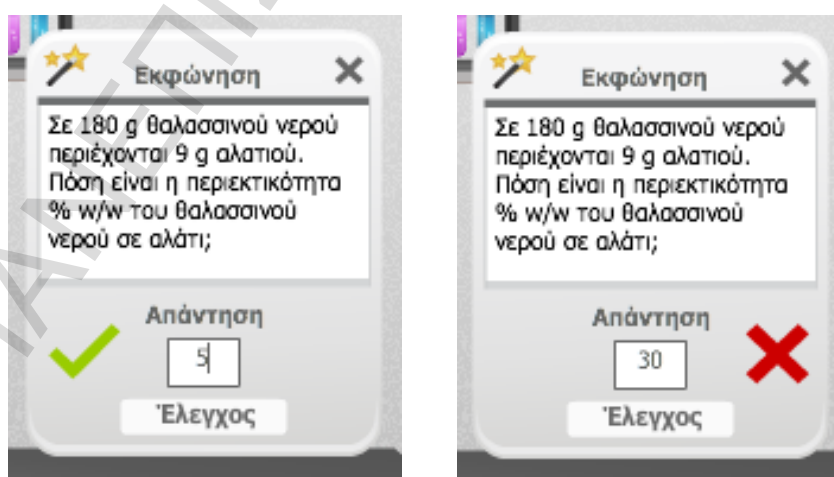 Εκφώνηση
Σε 180 g θαλασσινού νερού
περιέχονται 9 g αλατιού.
Πόση είναι η περιεκτικότητα
% w/w του θαλασσινού
νερού σε αλάτι;
Απάντηση
5
Έλεγχος
Εκφώνηση
Σε 180 g θαλασσινού νερού
περιέχονται 9 g αλατιού.
Πόση είναι η περιεκτικότητα
% w/w του θαλασσινού
νερού σε αλάτι;
Απάντηση
30
Έλεγχος